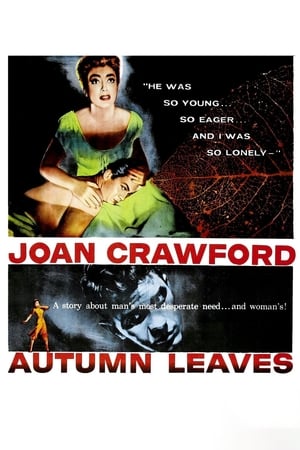 "HE WAS
SO YOUNG...
SO EAGER...
AND I WAS
SO LONELY–"
JOAN CRAWFORD
A story about man's most desperate need...and woman's!
AUTUMN LEAVES